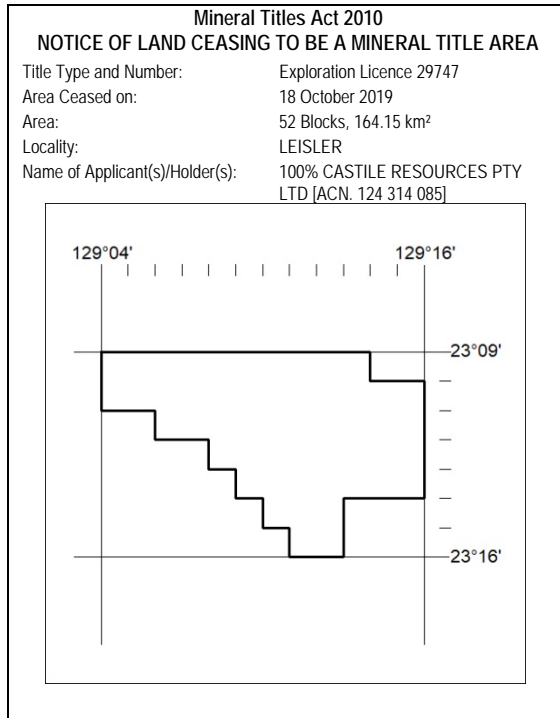 Mineral Titles Act 2010
NOTICE OF LAND CEASING TO BE A MINERAL TITLE AREA
Title Type and Number: Exploration Licence 29747
Area Ceased on: 18 October 2019
Area: 52 Blocks, 164.15 km²
Locality: LEISLER
Name of Applicant(s)/Holder(s): 100% CASTILE RESOURCES PTY
LTD [ACN. 124 314 085]
129°04' 129°16'
23°09'
23°16'